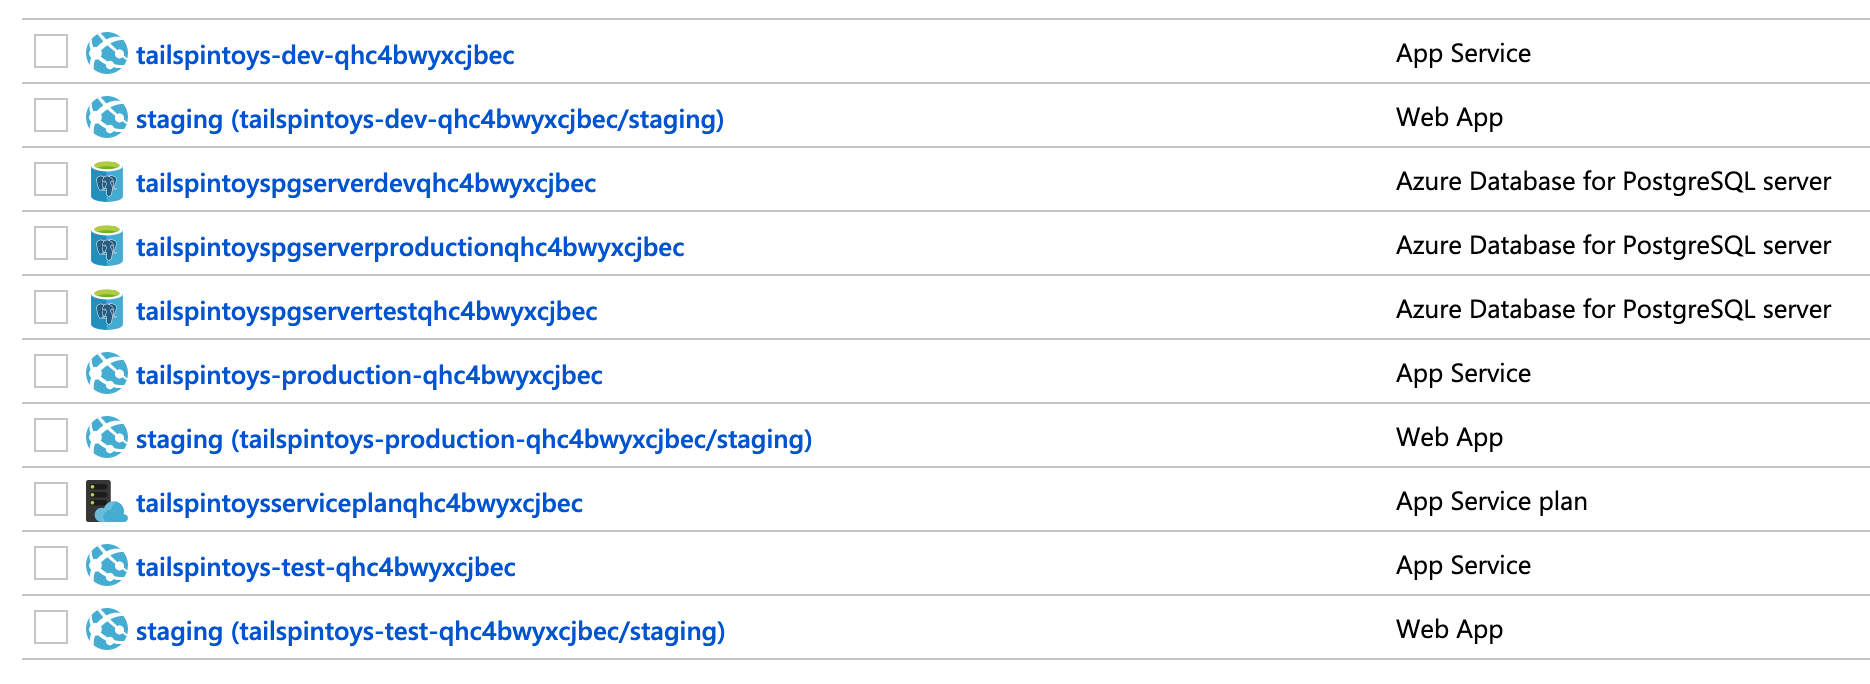 tailspintoys-dev-qhc4bwyxcjbec App Service
staging (tailspintoys-dev-qhc4bwyxcjbec/staging) Web App
tailspintoyspgserverdevqhc4bwyxcjbec Azure Database for PostgreSQL server
tailspintoyspgserverproductionqhc4bwyxcjbec Azure Database for PostgreSQL server
tailspintoyspgservertestqhc4bwyxcjbec Azure Database for PostgreSQL server
tailspintoys-production-qhc4bwyxcjbec App Service
staging (tailspintoys-production-qhc4bwyxcjbec/staging) Web App
tailspintoysserviceplanqhc4bwyxcjbec App Service plan
tailspintoys-test-qhc4bwyxcjbec App Service
staging (tailspintoys-test-qhc4bwyxcjbec/staging) Web App